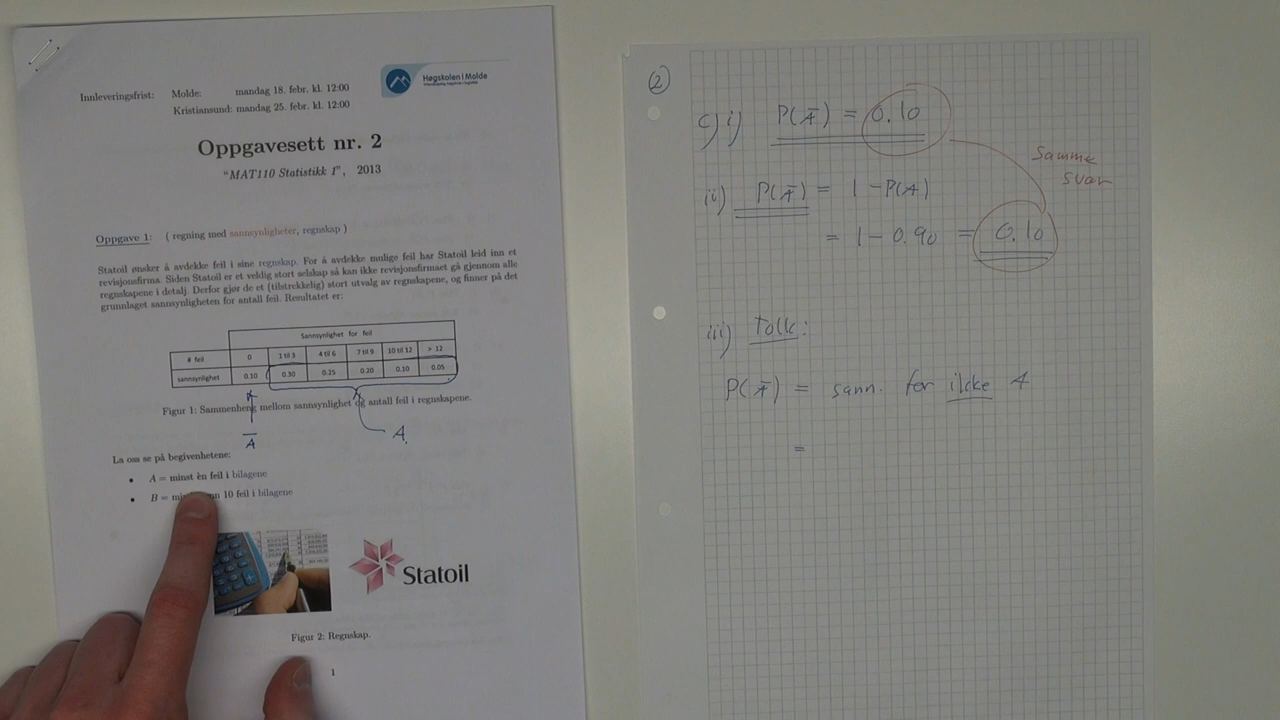 Innleveringsfrist: Molde: mandag 18. febr. kl. 12:00
Kristiansund: mandag 25. febr. kl. 12:00
Høgskolen i Molde
Oppgavesett nr. 2
"MAT110 Statistikk 1", 2013
Oppgave 1: ( regning med sannsynligheter, regnskap )
Statoil ønsker å avdekke feil i sine regnskap. For å avdekke mulige feil har Statoil leid inn et
revisjonsfirma. Siden Statoil er et veldig stort selskap så kan ikke revisjonsfirmaet gå gjennom alle
regnskapene i detalj. Derfor gjør de et (tilstrekkelig) stort utvalg av regnskapene, og finner på det
grunnlaget sannsynligheten for antall feil. Resultatet er:
Sannsynlighet for feil
# feil 0 1 til 3 4 til 6 7 til 9 10 til 12 > 12
sannsynlighet 0.10 0.30 0.25 0.20 0.10 0.05
Figur 1: Sammenheng mellom sannsynlighet og antall feil i regnskapene.
A̅ A
La oss se på begivenhetene:
• A = minst èn feil i bilagene
• B = 10 feil i bilagene
Statoil
Figur 2: Regnskap.
1
②
c) i) P(A̅) = 0.10
samme
svar
ii) P(A̅) = 1 - P(A)
= 1 - 0.90 = 0.10
iii) Tolk:
P(A̅) = sann. for ikke A
=